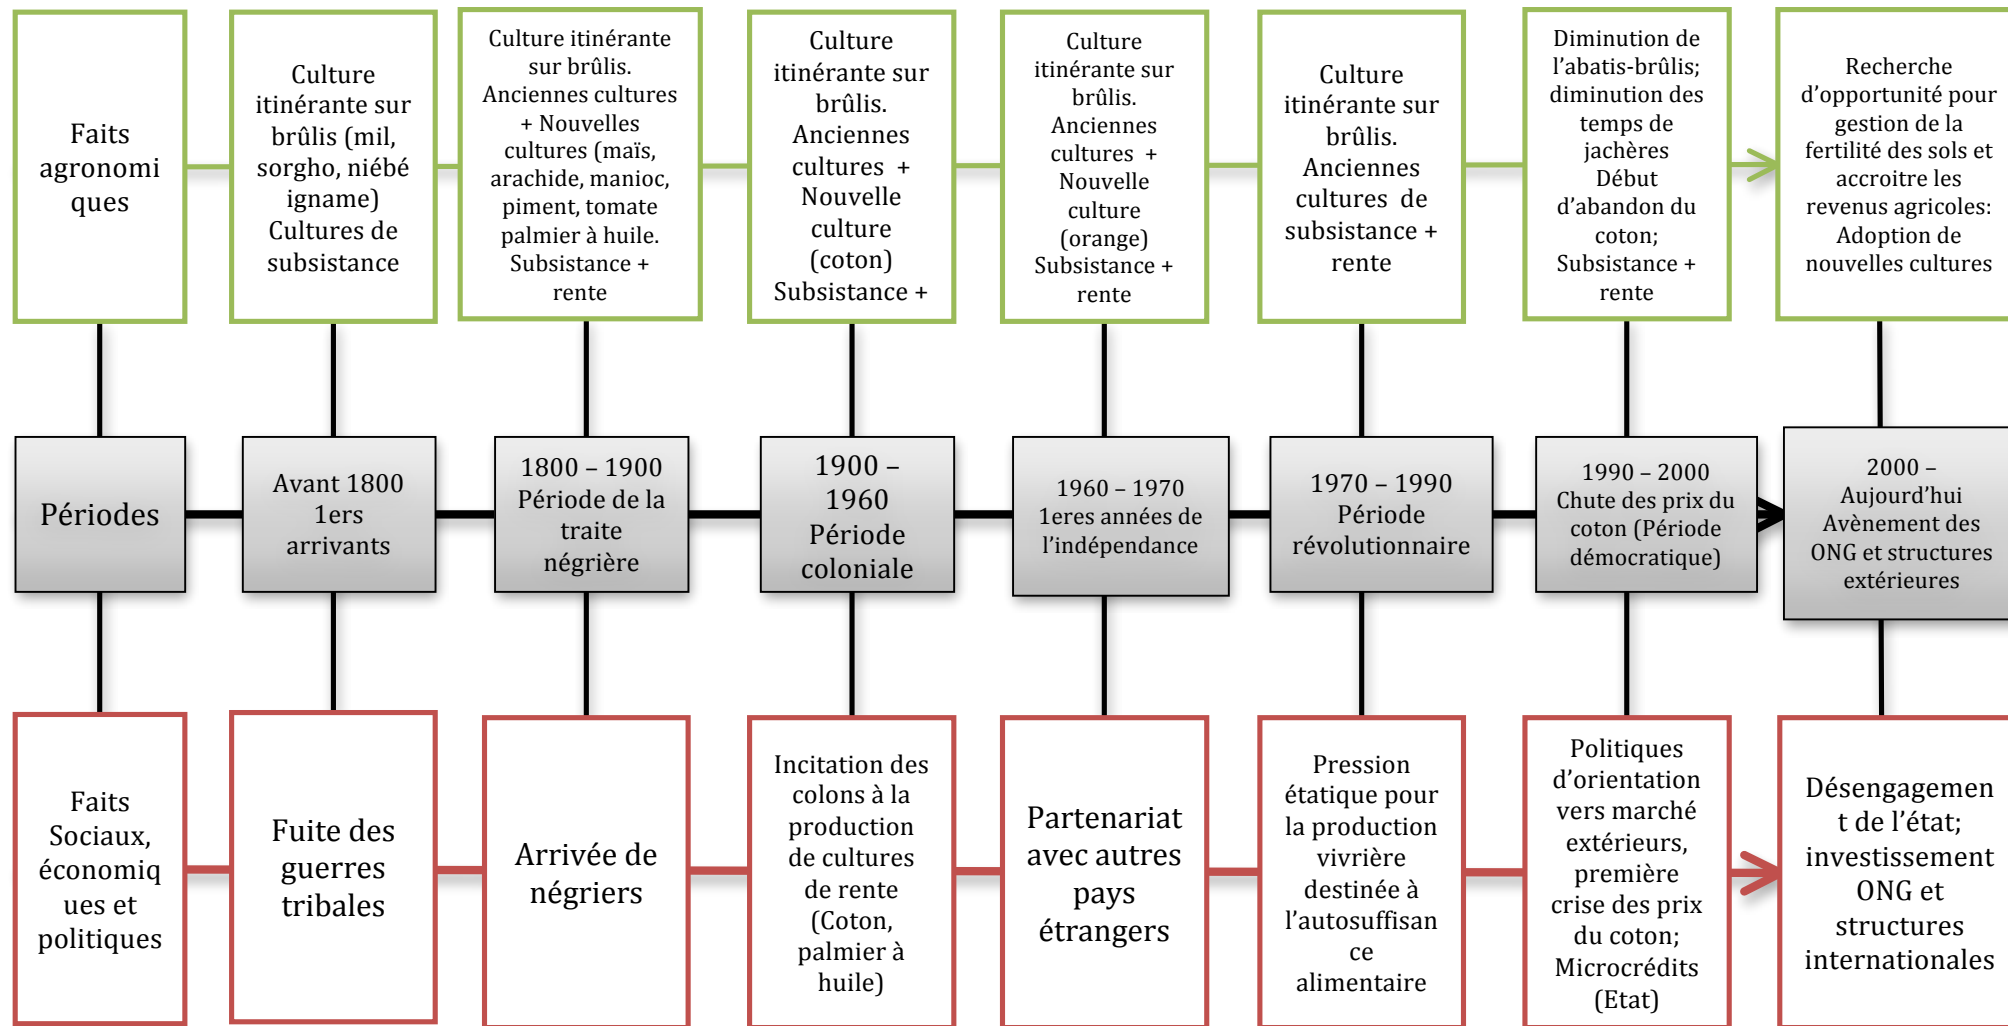 Faits
agronomi
ques
Culture
itinérante sur
brûlis (mil,
sorgho, niébé
igname)
Cultures de
subsistance
Culture itinérante
sur brûlis.
Anciennes cultures
+ Nouvelles
cultures (maïs,
arachide, manioc,
piment, tomate
palmier à huile.
Subsistance +
rente
Culture
itinérante sur
brûlis.
Anciennes
cultures +
Nouvelle
culture
(coton)
Subsistance +
Culture
itinérante sur
brûlis.
Anciennes
cultures +
Nouvelle
culture
(orange)
Subsistance +
rente
Culture
itinérante sur
brûlis.
Anciennes
cultures de
subsistance +
rente
Diminution de
l’abatis-brûlis;
diminution des
temps de
jachères
Début
d’abandon du
coton;
Subsistance +
rente
Recherche
d’opportunité pour
gestion de la
fertilité des sols et
accroitre les
revenus agricoles:
Adoption de
nouvelles cultures
Périodes
Avant 1800
1ers
arrivants
1800 – 1900
Période de la
traite
négrière
1900 –
1960
Période
coloniale
1960 – 1970
1eres années de
l’indépendance
1970 – 1990
Période
révolutionnaire
1990 – 2000
Chute des prix du
coton (Période
démocratique)
2000 –
Aujourd’hui
Avènement des
ONG et structures
extérieures
Faits
Sociaux,
économiq
ues et
politiques
Fuite des
guerres
tribales
Arrivée de
négriers
Incitation des
colons à la
production
de cultures
de rente
(Coton,
palmier à
huile)
Partenariat
avec autres
pays
étrangers
Pression
étatique pour
la production
vivrière
destinée à
l’autosuffisan
ce
alimentaire
Politiques
d’orientation
vers marché
extérieurs,
première
crise des prix
du coton;
Microcrédits
(Etat)
Désengagemen
t de l’état;
investissement
ONG et
structures
internationales